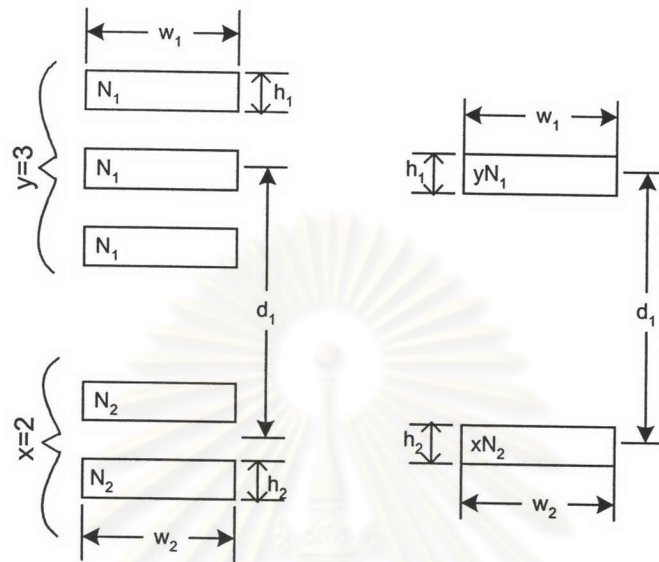 w₁
N₁
h₁
y=3
N₁
N₁
d₁
x=2
N₂
N₂
h₂
w₂
w₁
h₁
yN₁
d₁
h₂
xN₂
w₂